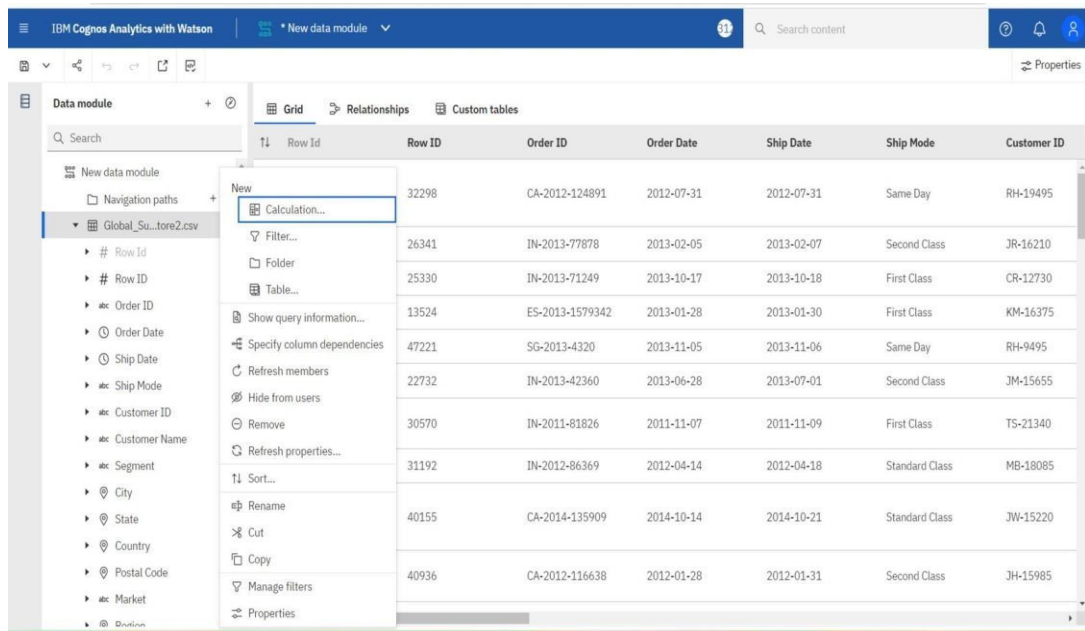 IBM Cognos Analytics with Watson
* New data module
Search content
Properties
Data module
Grid
Relationships
Custom tables
Search
New data module
Navigation paths
Global_Su...tore2.csv
# Row Id
# Row ID
abc Order ID
Order Date
Ship Date
abc Ship Mode
abc Customer ID
abc Customer Name
abc Segment
City
State
Country
Postal Code
abc Market
Region
New
Calculation...
Filter...
Folder
Table...
Show query information...
Specify column dependencies
Refresh members
Hide from users
Remove
Refresh properties...
Sort...
Rename
Cut
Copy
Manage filters
Properties
Row Id Row ID Order ID Order Date Ship Date Ship Mode Customer ID
32298 CA-2012-124891 2012-07-31 2012-07-31 Same Day RH-19495
26341 IN-2013-77878 2013-02-05 2013-02-07 Second Class JR-16210
25330 IN-2013-71249 2013-10-17 2013-10-18 First Class CR-12730
13524 ES-2013-1579342 2013-01-28 2013-01-30 First Class KM-16375
47221 SG-2013-4320 2013-11-05 2013-11-06 Same Day RH-9495
22732 IN-2013-42360 2013-06-28 2013-07-01 Second Class JM-15655
30570 IN-2011-81826 2011-11-07 2011-11-09 First Class TS-21340
31192 IN-2012-86369 2012-04-14 2012-04-18 Standard Class MB-18085
40155 CA-2014-135909 2014-10-14 2014-10-21 Standard Class JW-15220
40936 CA-2012-116638 2012-01-28 2012-01-31 Second Class JH-15985